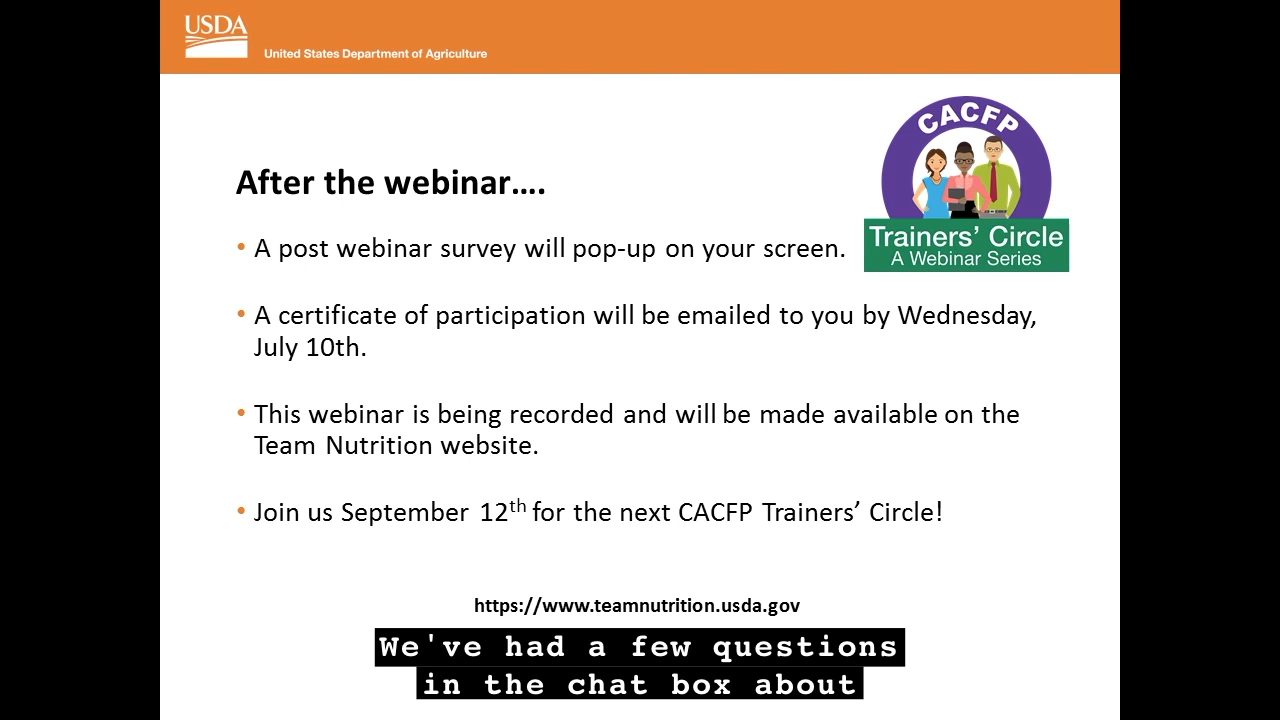 USDA
United States Department of Agriculture
CACFP
Trainers’ Circle
A Webinar Series
After the webinar….
• A post webinar survey will pop-up on your screen.
• A certificate of participation will be emailed to you by Wednesday,
July 10th.
• This webinar is being recorded and will be made available on the
Team Nutrition website.
• Join us September 12th for the next CACFP Trainers’ Circle!
https://www.teamnutrition.usda.gov
We've had a few questions
in the chat box about